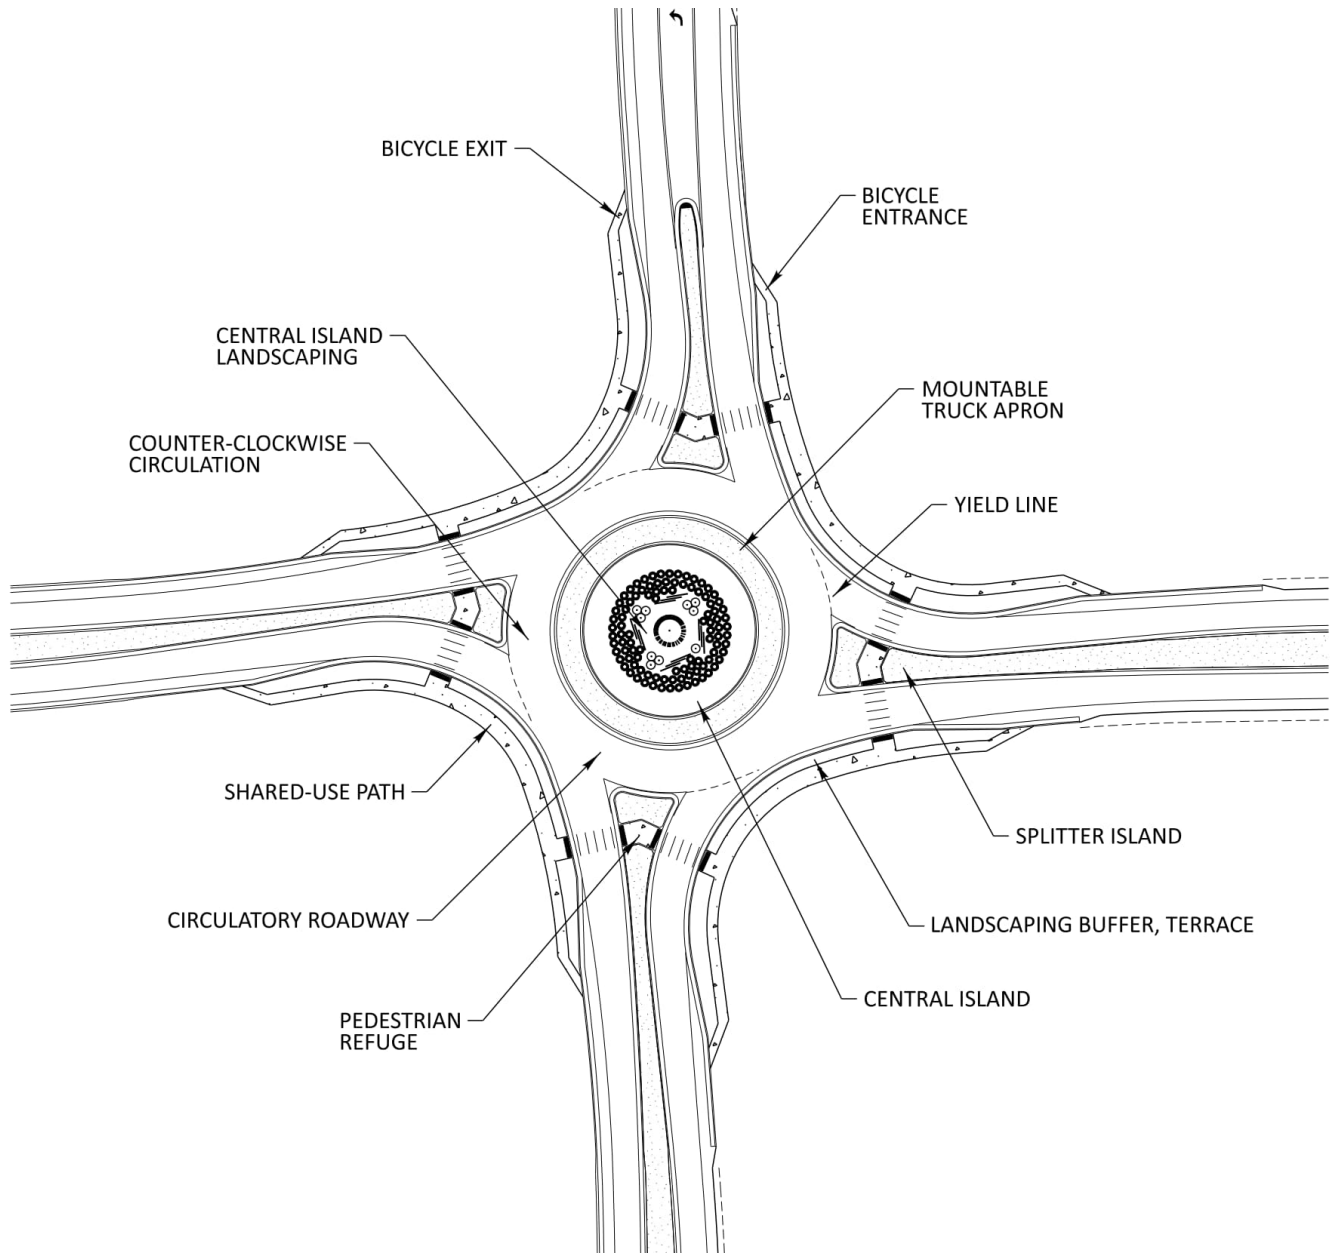 BICYCLE EXIT
BICYCLE
ENTRANCE
CENTRAL ISLAND
LANDSCAPING
MOUNTABLE
TRUCK APRON
COUNTER-CLOCKWISE
CIRCULATION
YIELD LINE
SHARED-USE PATH
SPLITTER ISLAND
CIRCULATORY ROADWAY
LANDSCAPING BUFFER, TERRACE
CENTRAL ISLAND
PEDESTRIAN
REFUGE